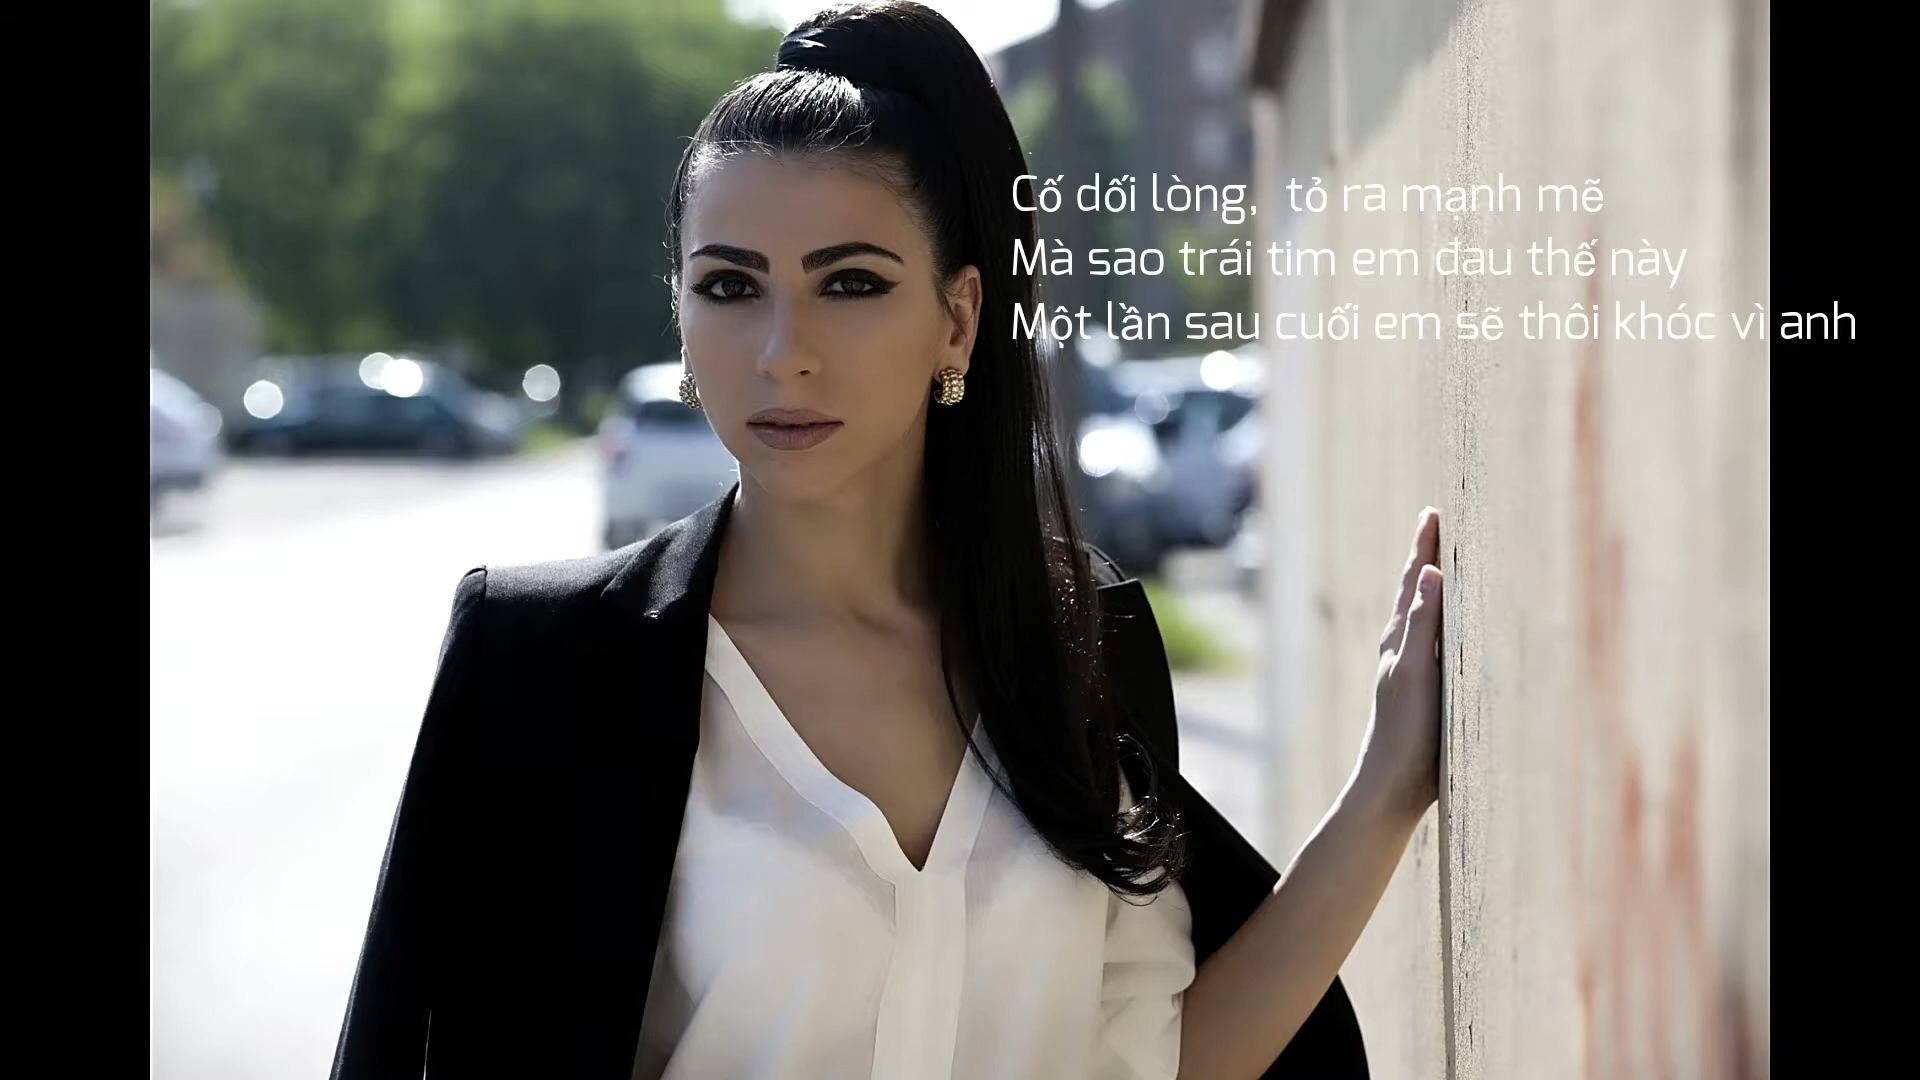 Cố dối lòng, tỏ ra mạnh mẽ
Mà sao trái tim em đau thế này
Một lần sau cuối em sẽ thôi khóc vì anh